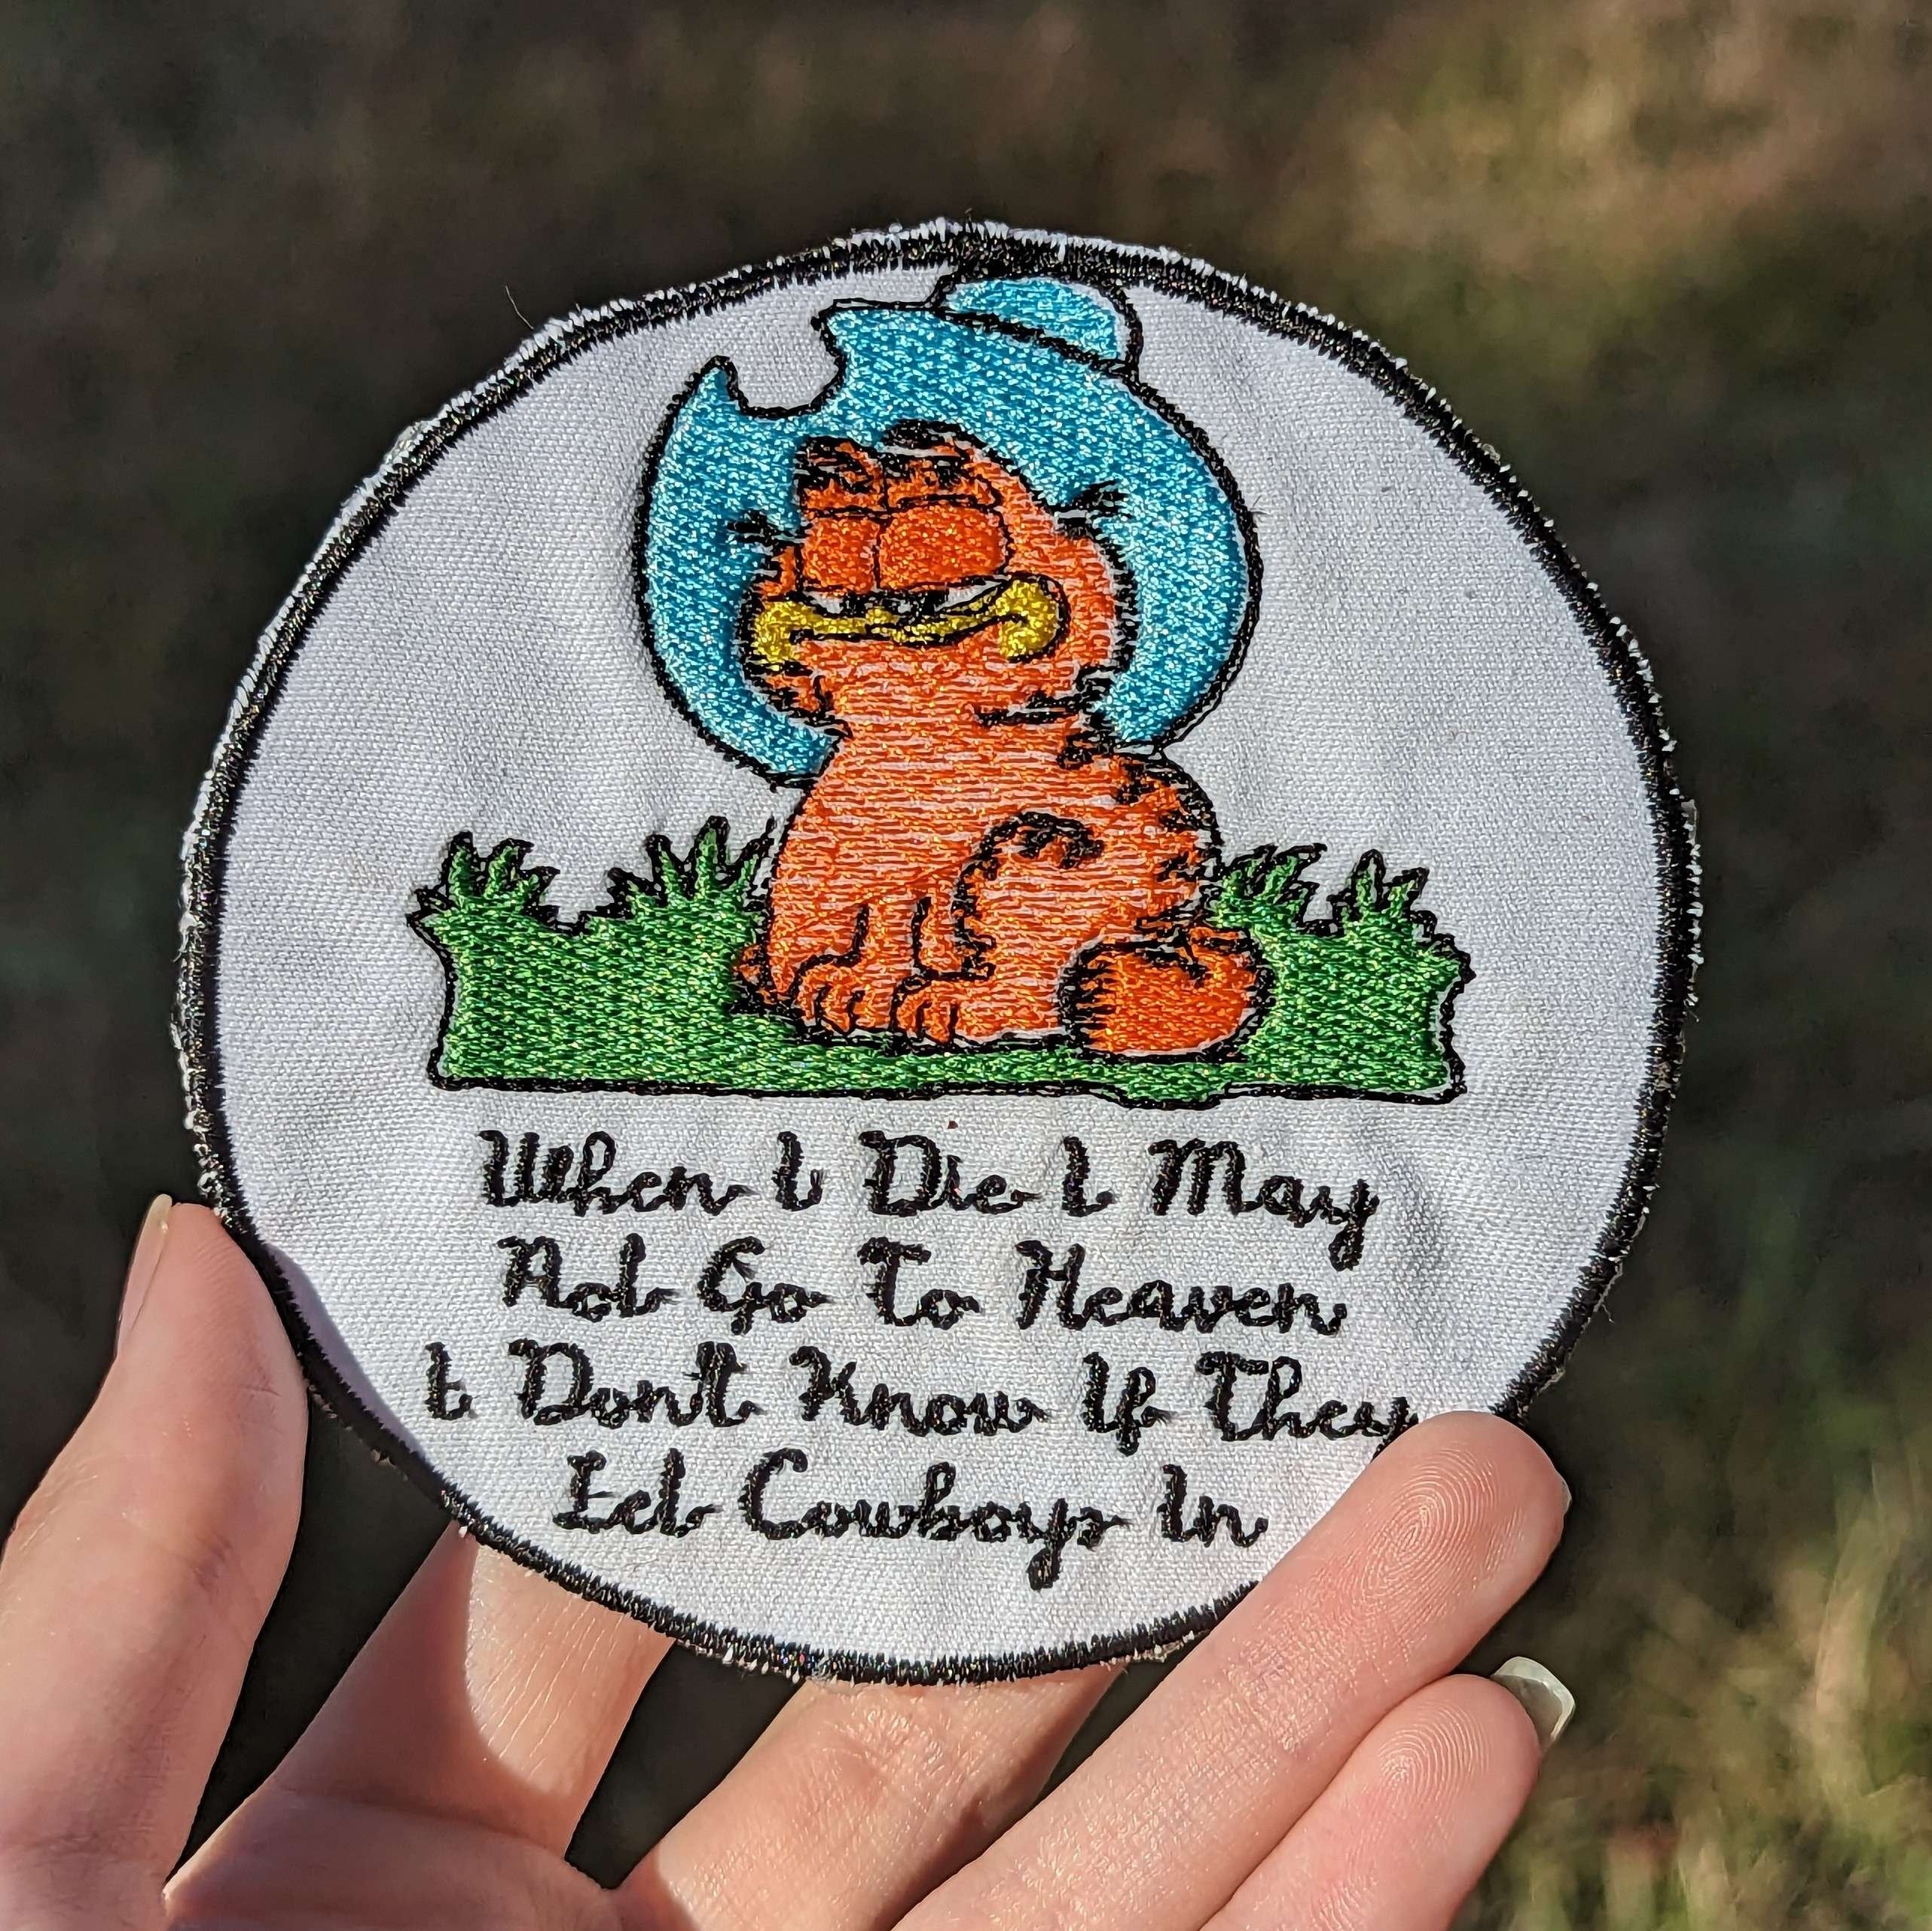 When I Die I May
Not Go To Heaven
I Don't Know If They
Let Cowboys In